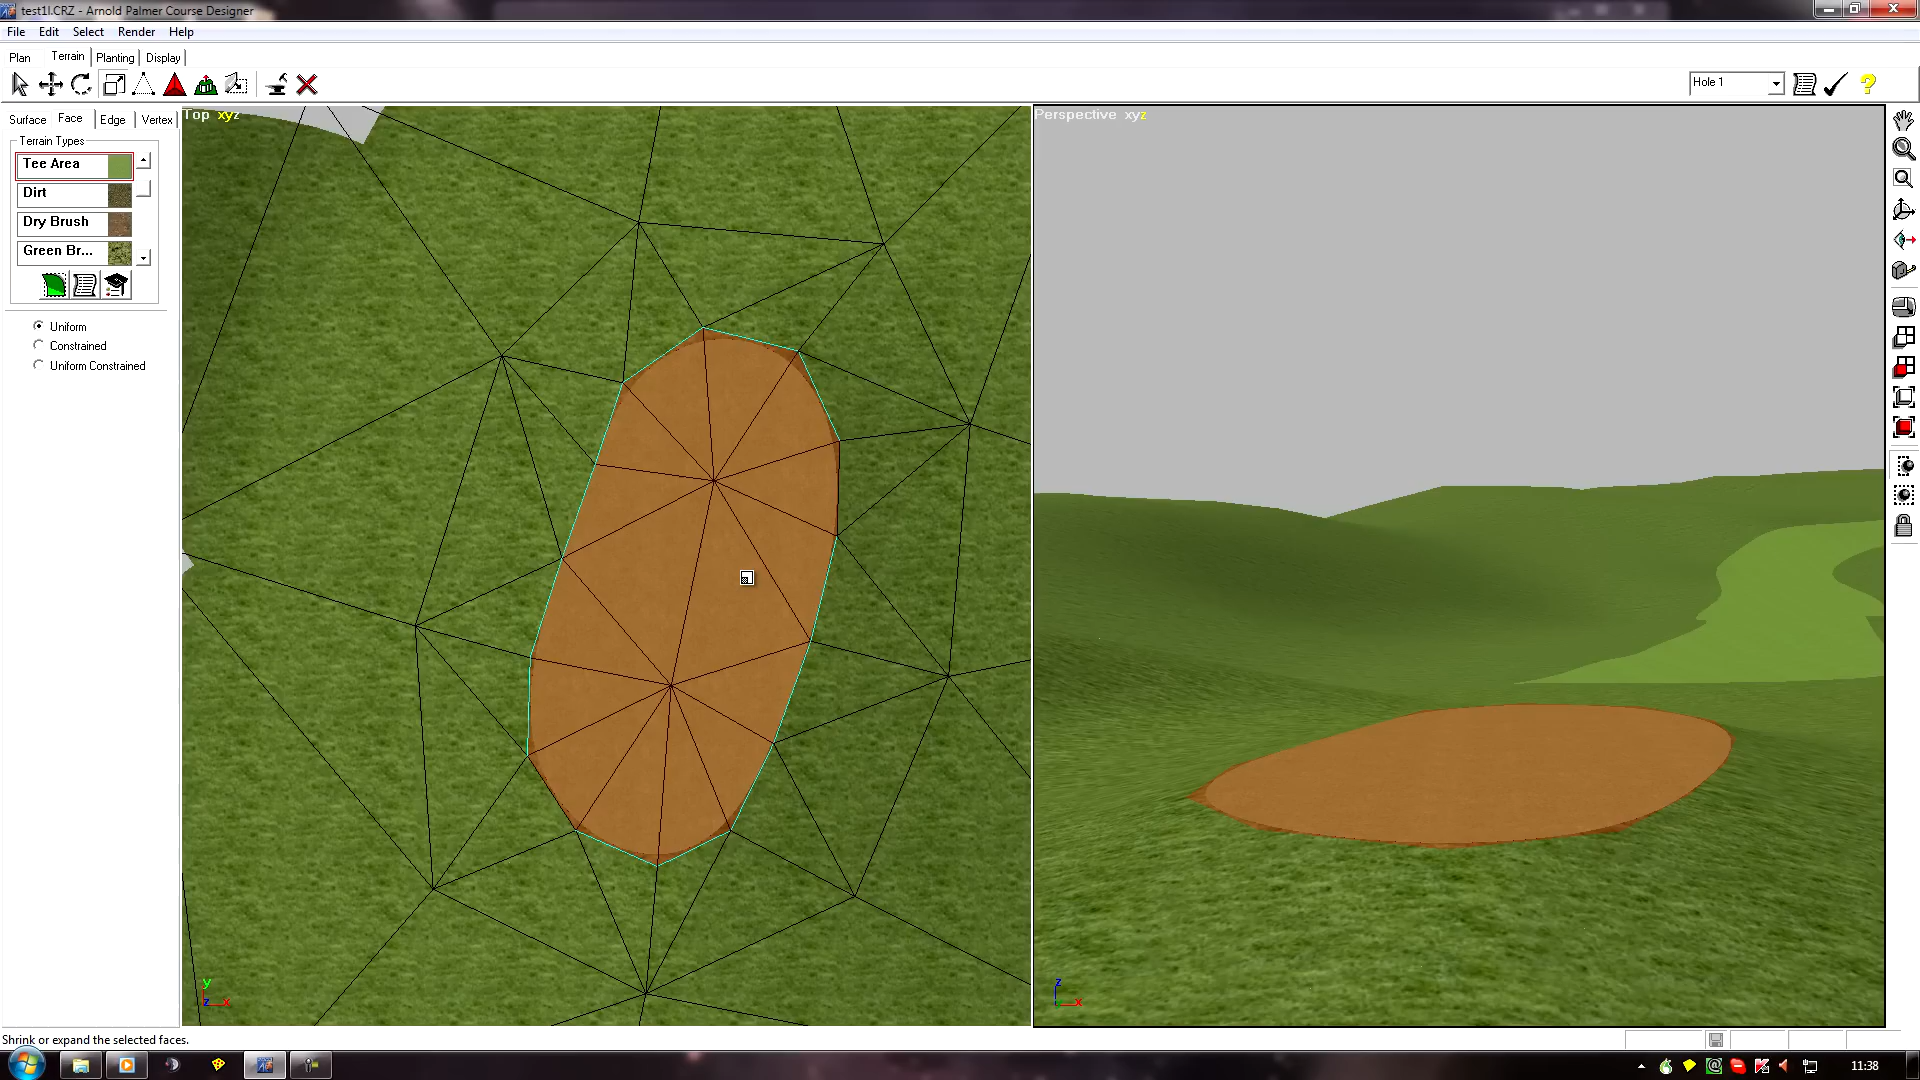 test1l.CRZ - Arnold Palmer Course Designer
File Edit Select Render Help
Plan Terrain Planting Display
Hole 1
Surface Face Edge Vertex
Terrain Types
Tee Area
Dirt
Dry Brush
Green Br...
Uniform
Constrained
Uniform Constrained
Top xyz
Perspective xyz
y
z x
z
x
Shrink or expand the selected faces.
11:38